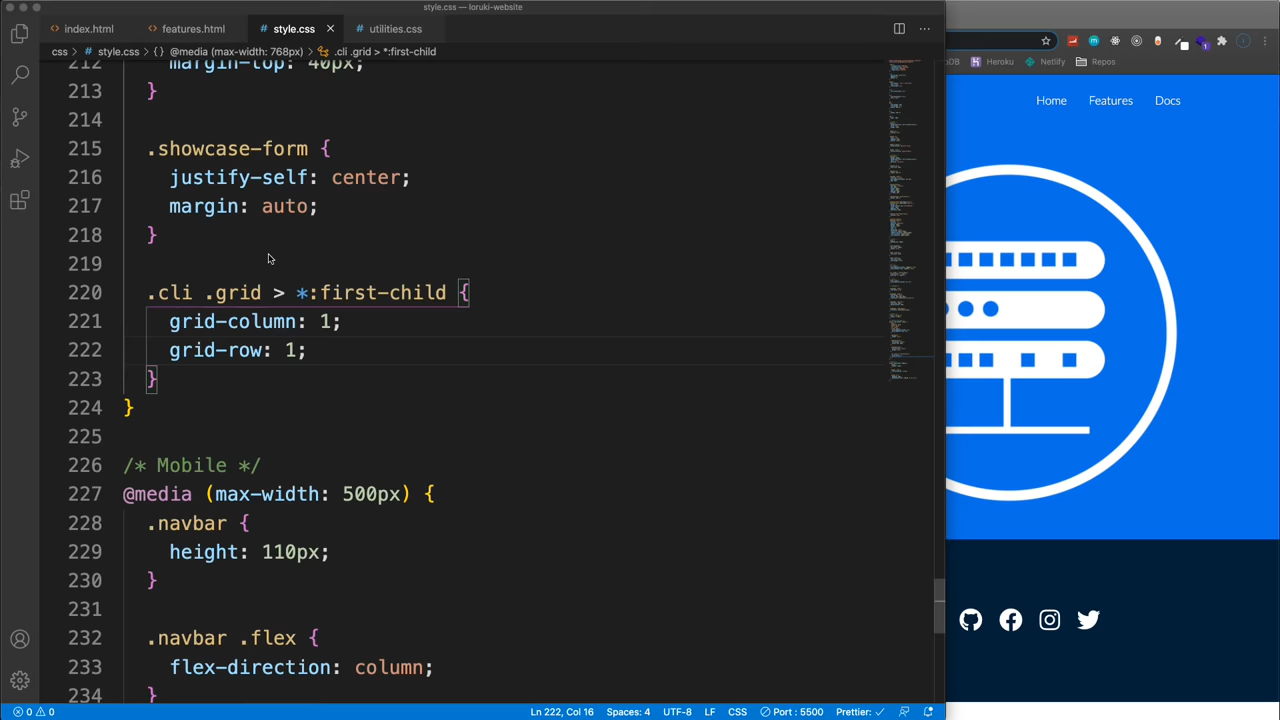 style.css — loruki-website
index.html
features.html
style.css
utilities.css
css > style.css > {} @media (max-width: 768px) > .cli .grid > *:first-child
212 margin-top: 40px;
213 }
214
215 .showcase-form {
216 justify-self: center;
217 margin: auto;
218 }
219
220 .cli .grid > *:first-child {
221 grid-column: 1;
222 grid-row: 1;
223 }
224 }
225
226 /* Mobile */
227 @media (max-width: 500px) {
228 .navbar {
229 height: 110px;
230 }
231
232 .navbar .flex {
233 flex-direction: column;
234 }
0 0
Ln 222, Col 16
Spaces: 4
UTF-8
LF
CSS
Port : 5500
Prettier: ✓
DB
Heroku
Netlify
Repos
Home
Features
Docs